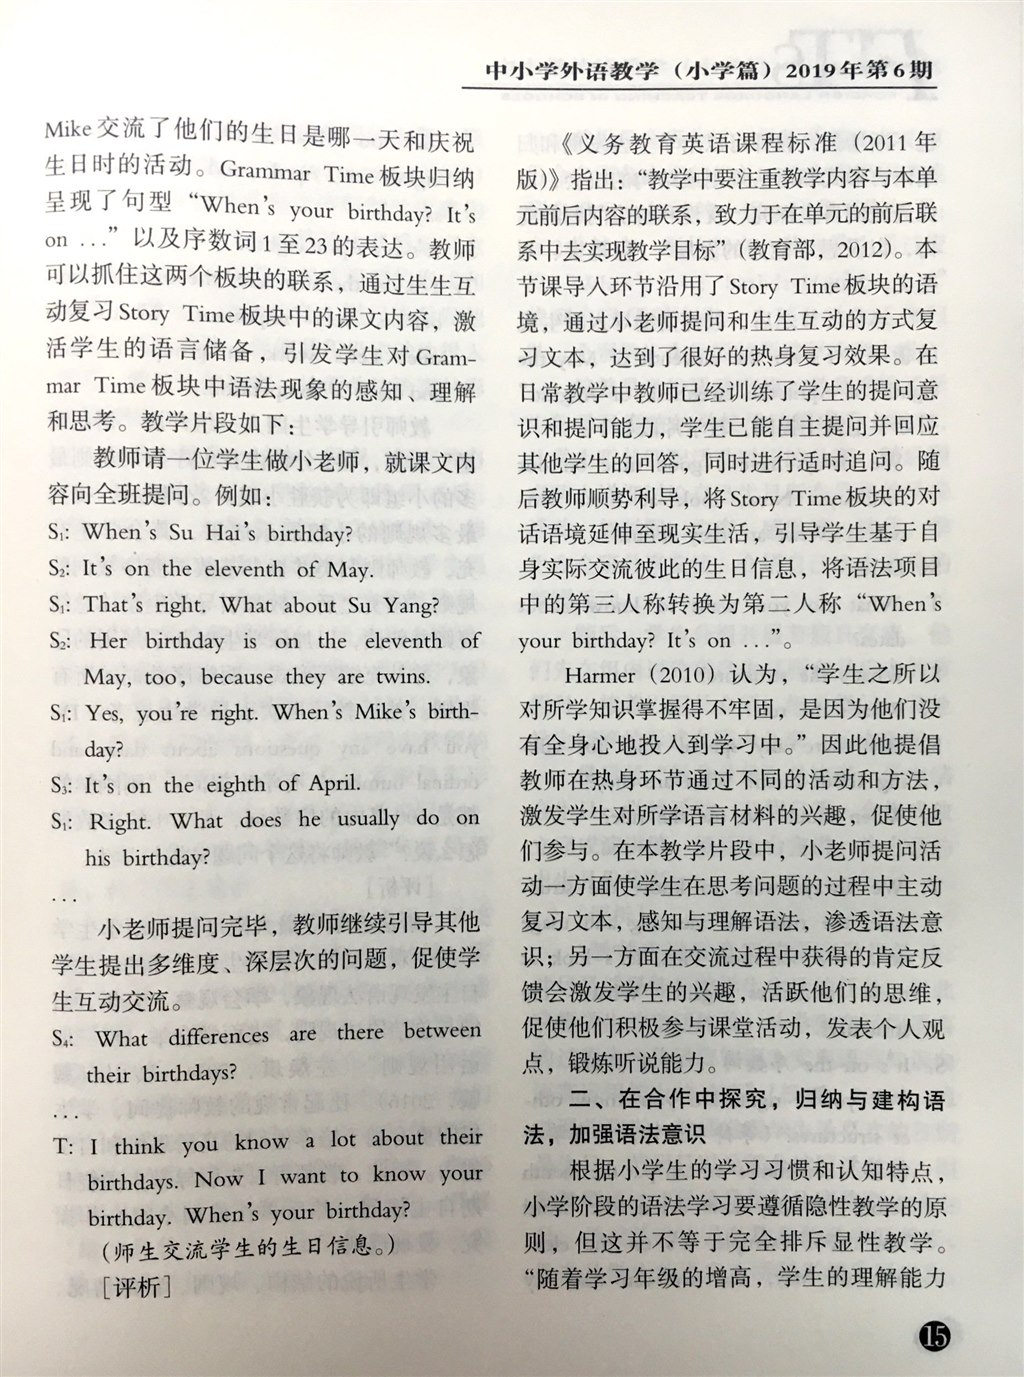 中小学外语教学（小学篇）2019年第6期
Mike交流了他们的生日是哪一天和庆祝
生日时的活动。Grammar Time板块归纳
呈现了句型“When's your birthday? It's
on ...”以及序数词1至23的表达。教师
可以抓住这两个板块的联系，通过生生互
动复习Story Time板块中的课文内容，激
活学生的语言储备，引发学生对Gram-
mar Time板块中语法现象的感知、理解
和思考。教学片段如下：
教师请一位学生做小老师，就课文内
容向全班提问。例如：
S₁: When's Su Hai's birthday?
S₂: It's on the eleventh of May.
S₁: That's right. What about Su Yang?
S₂: Her birthday is on the eleventh of
May, too, because they are twins.
S₁: Yes, you're right. When's Mike's birth-
day?
S₃: It's on the eighth of April.
S₁: Right. What does he usually do on
his birthday?
...
小老师提问完毕，教师继续引导其他
学生提出多维度、深层次的问题，促使学
生互动交流。
S₄: What differences are there between
their birthdays?
...
T: I think you know a lot about their
birthdays. Now I want to know your
birthday. When's your birthday?
（师生交流学生的生日信息。）
［评析］
《义务教育英语课程标准（2011年
版）》指出：“教学中要注重教学内容与本单
元前后内容的联系，致力于在单元的前后联
系中去实现教学目标”（教育部，2012）。本
节课导入环节沿用了Story Time板块的语
境，通过小老师提问和生生互动的方式复
习文本，达到了很好的热身复习效果。在
日常教学中教师已经训练了学生的提问意
识和提问能力，学生已能自主提问并回应
其他学生的回答，同时进行适时追问。随
后教师顺势利导，将Story Time板块的对
话语境延伸至现实生活，引导学生基于自
身实际交流彼此的生日信息，将语法项目
中的第三人称转换为第二人称“When's
your birthday? It's on ...”。
Harmer（2010）认为，“学生之所以
对所学知识掌握得不牢固，是因为他们没
有全身心地投入到学习中。”因此他提倡
教师在热身环节通过不同的活动和方法，
激发学生对所学语言材料的兴趣，促使他
们参与。在本教学片段中，小老师提问活
动一方面使学生在思考问题的过程中主动
复习文本，感知与理解语法，渗透语法意
识；另一方面在交流过程中获得的肯定反
馈会激发学生的兴趣，活跃他们的思维，
促使他们积极参与课堂活动，发表个人观
点，锻炼听说能力。
二、在合作中探究，归纳与建构语
法，加强语法意识
根据小学生的学习习惯和认知特点，
小学阶段的语法学习要遵循隐性教学的原
则，但这并不等于完全排斥显性教学。
“随着学习年级的增高，学生的理解能力
15